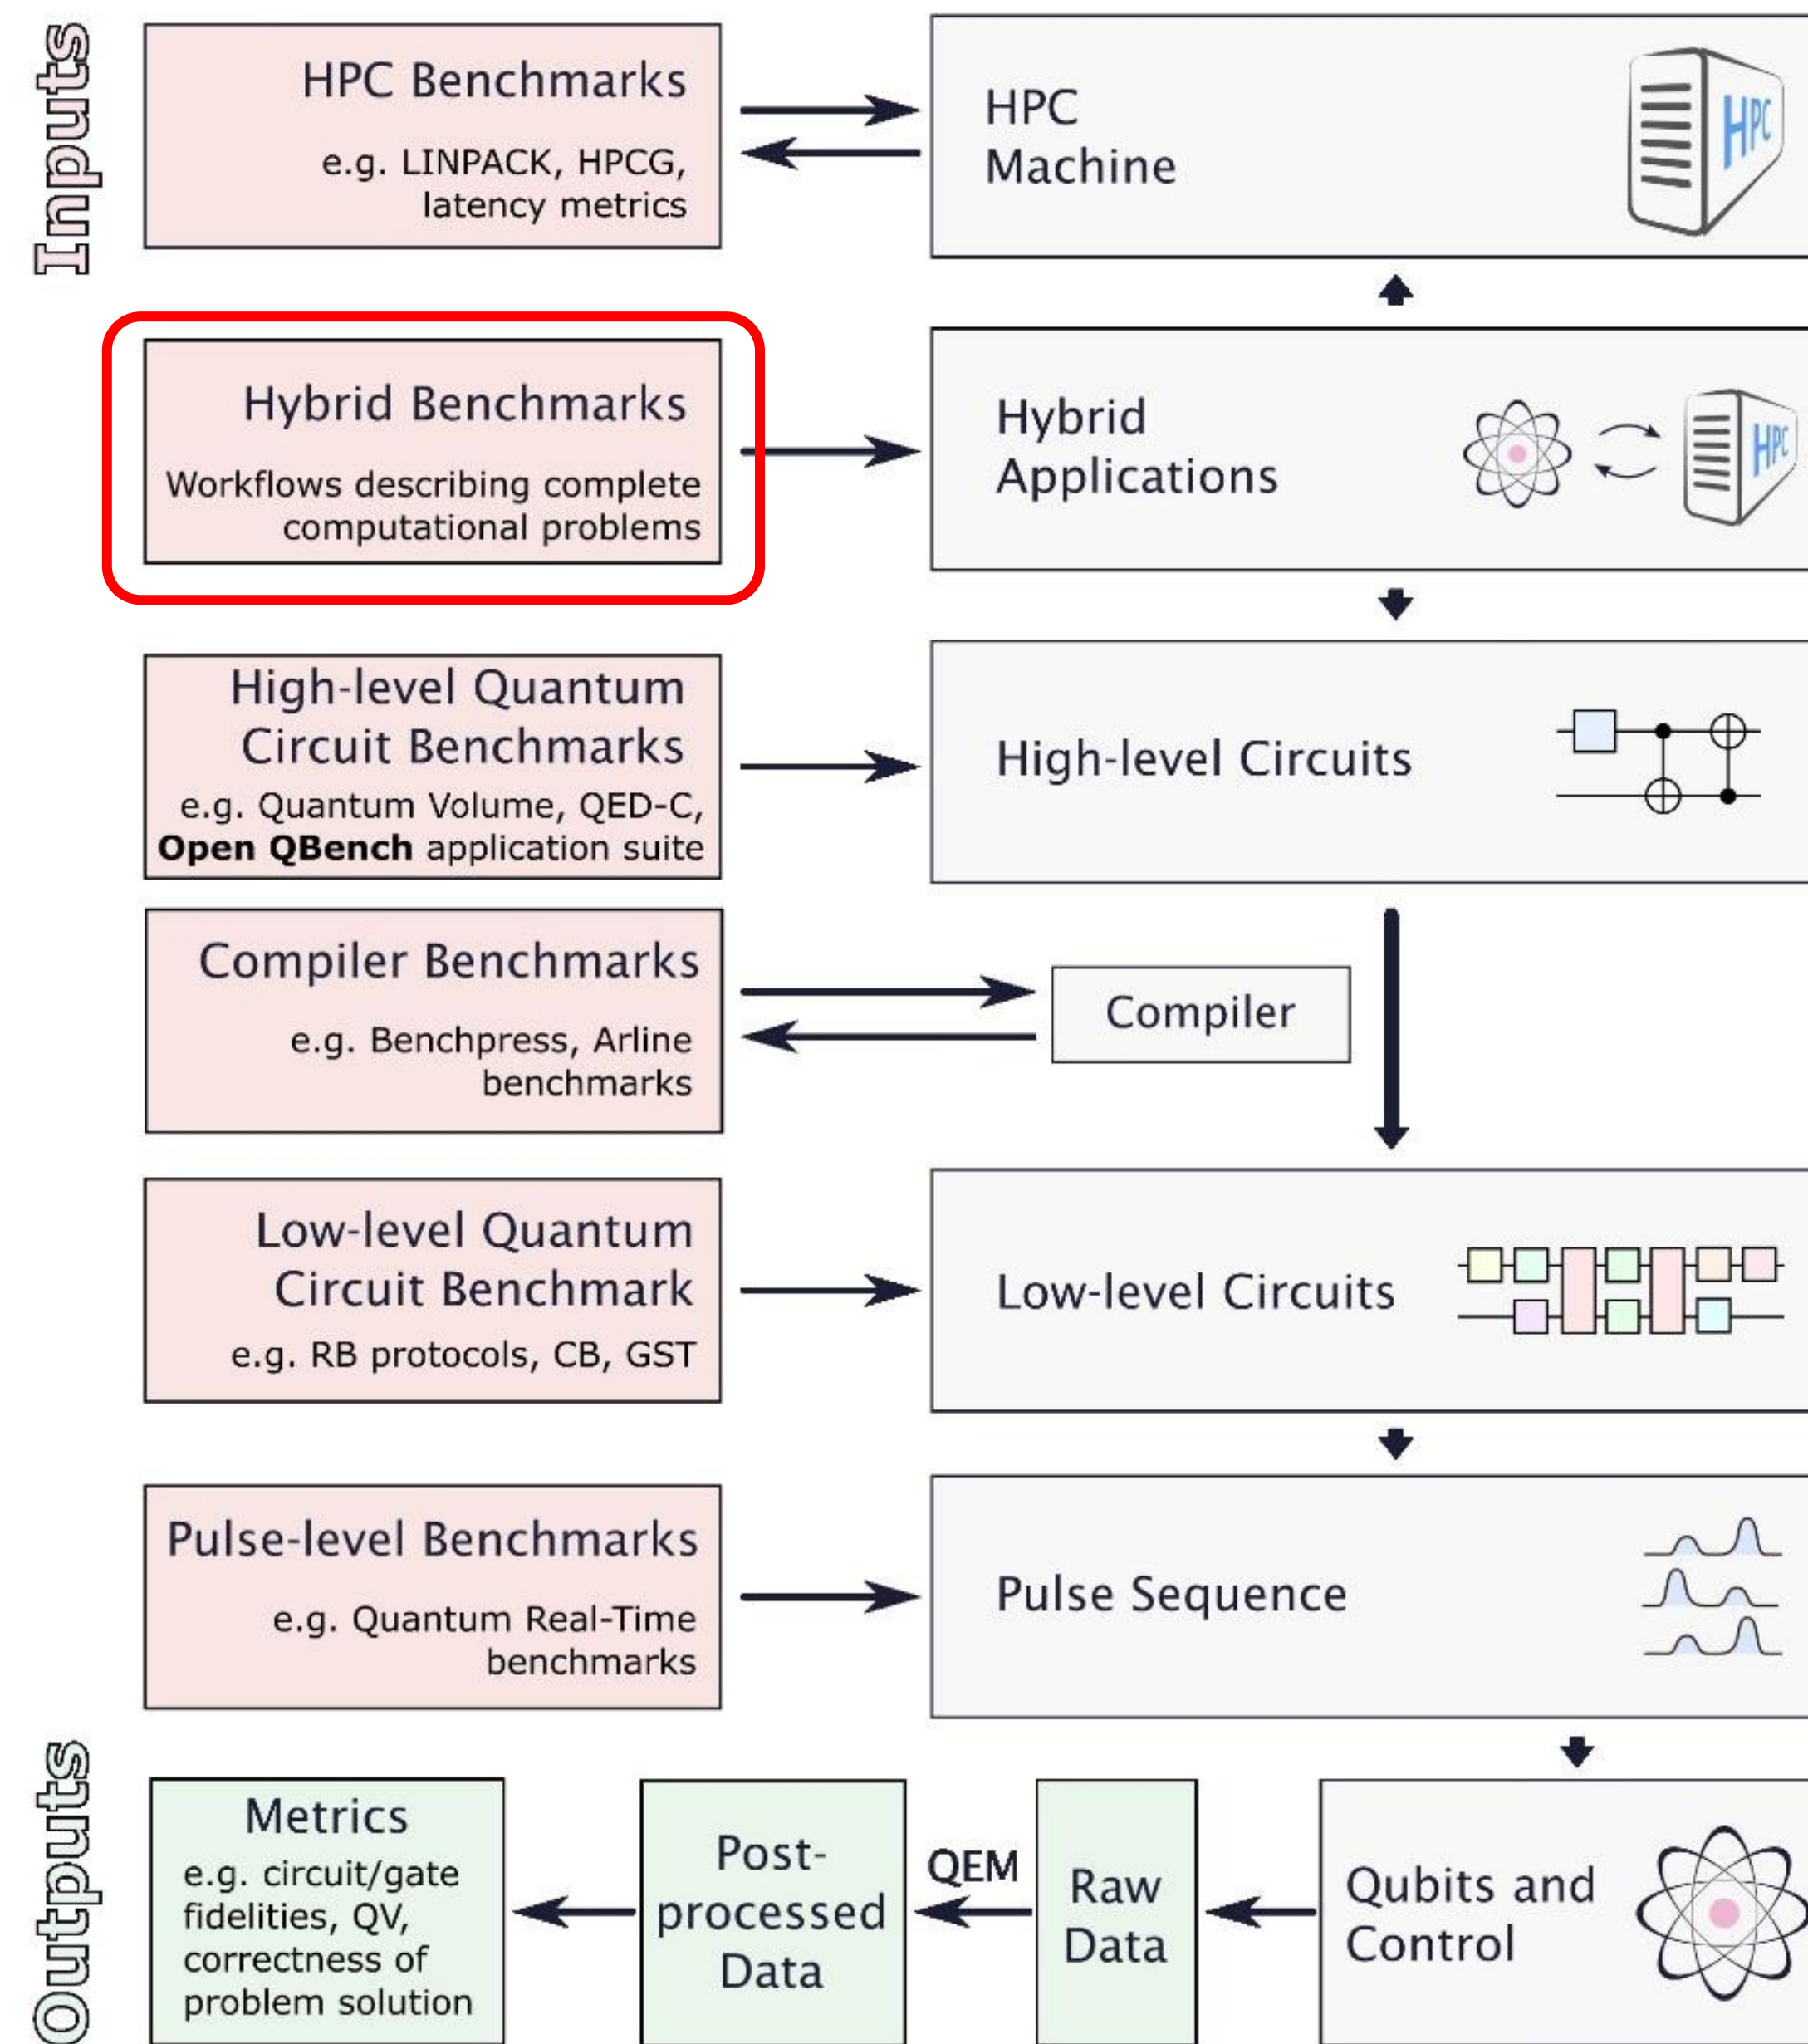 Inputs
HPC Benchmarks
e.g. LINPACK, HPCG,
latency metrics
HPC
Machine
HPC
Hybrid Benchmarks
Workflows describing complete
computational problems
Hybrid
Applications
HPC
High-level Quantum
Circuit Benchmarks
e.g. Quantum Volume, QED-C,
Open QBench application suite
High-level Circuits
Compiler Benchmarks
e.g. Benchpress, Arline
benchmarks
Compiler
Low-level Quantum
Circuit Benchmark
e.g. RB protocols, CB, GST
Low-level Circuits
Pulse-level Benchmarks
e.g. Quantum Real-Time
benchmarks
Pulse Sequence
Outputs
Metrics
e.g. circuit/gate
fidelities, QV,
correctness of
problem solution
Post-
processed
Data
QEM
Raw
Data
Qubits and
Control